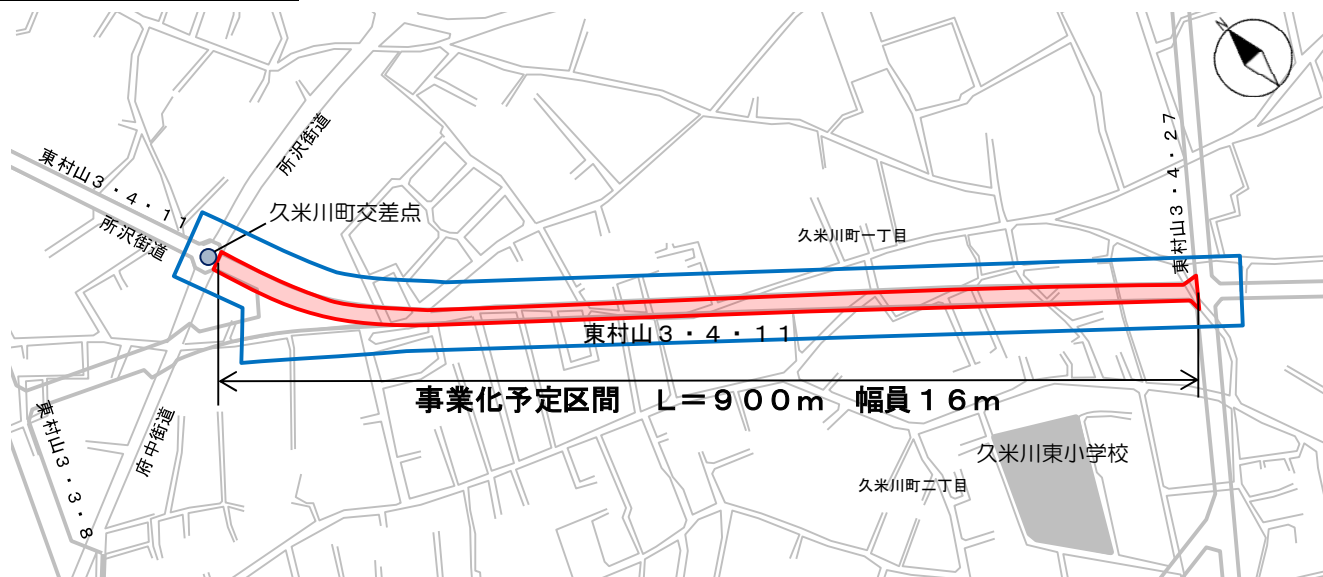 N
東村山3・4・11
所沢街道
所沢街道
久米川町交差点
久米川町一丁目
東村山3・4・27
東村山3・4・11
事業化予定区間 L=900m 幅員16m
東村山3・3・8
府中街道
久米川東小学校
久米川町二丁目